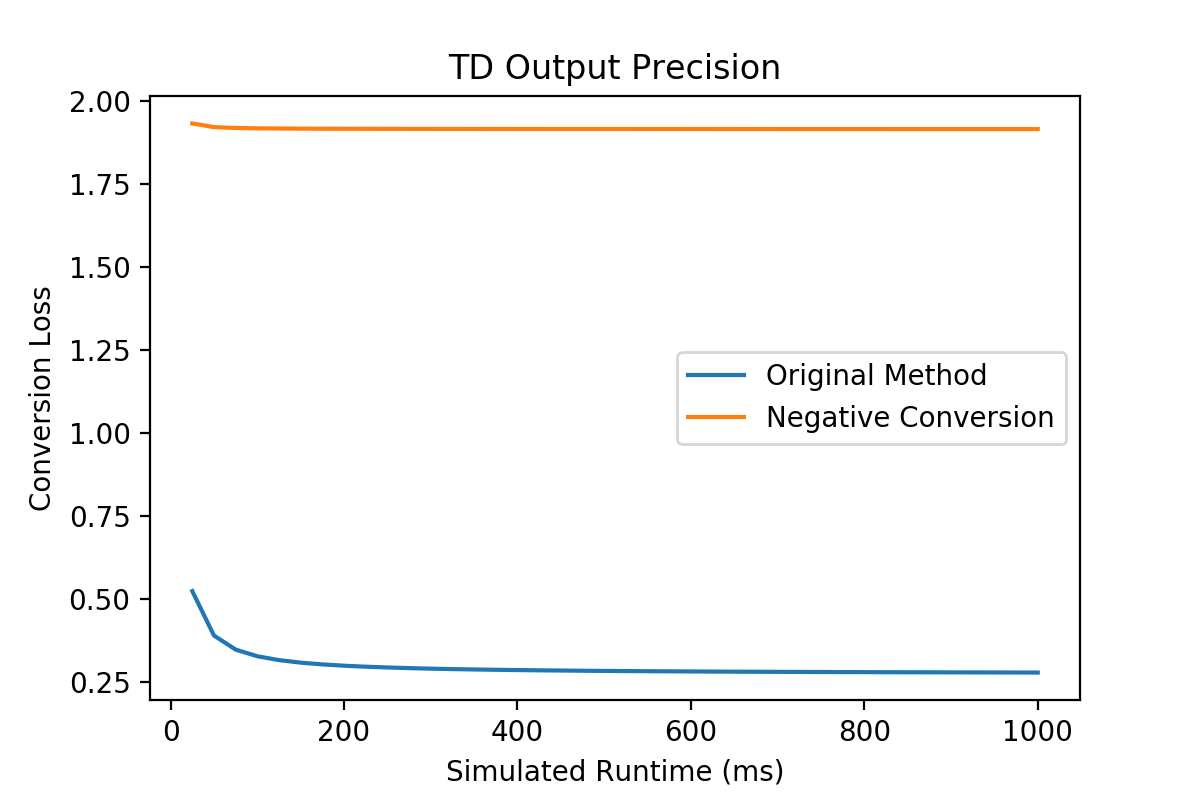 TD Output Precision
Conversion Loss
2.00
1.75
1.50
1.25
1.00
0.75
0.50
0.25
Original Method
Negative Conversion
0 200 400 600 800 1000
Simulated Runtime (ms)